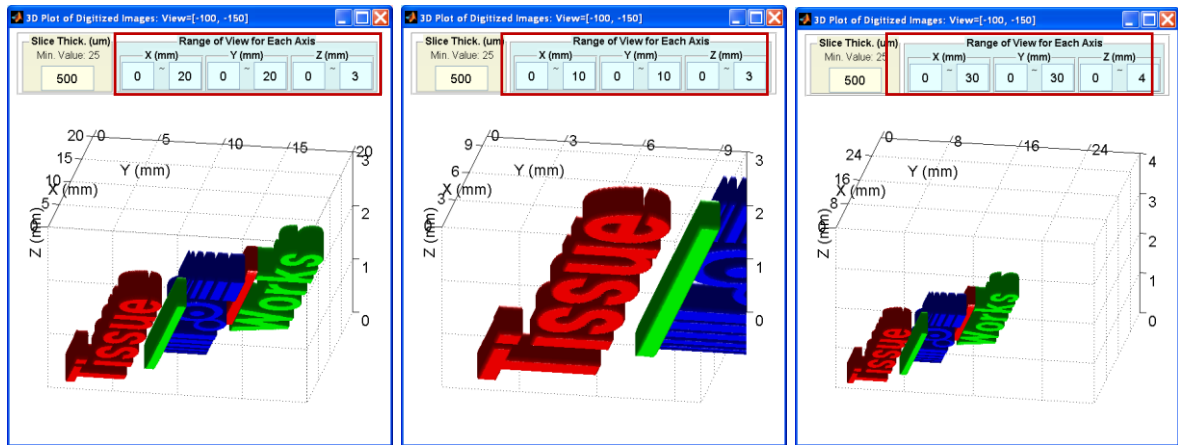 3D Plot of Digitized Images: View=[-100, -150]
Slice Thick. (um)
Min. Value: 25
500
Range of View for Each Axis
X (mm) Y (mm) Z (mm)
0 ~ 20 0 ~ 20 0 ~ 3
20 0 5 10 15 20
15
10
5
0
X (mm)
Y (mm)
Z (mm)
3
2
1
0
Tissue
Works
3D Plot of Digitized Images: View=[-100, -150]
Slice Thick. (um)
Min. Value: 25
500
Range of View for Each Axis
X (mm) Y (mm) Z (mm)
0 ~ 10 0 ~ 10 0 ~ 3
0 3 6 9
9
6
3
0
X (mm)
Y (mm)
Z (mm)
3
2
1
0
Tissue
3D Plot of Digitized Images: View=[-100, -150]
Slice Thick. (um)
Min. Value: 25
500
Range of View for Each Axis
X (mm) Y (mm) Z (mm)
0 ~ 30 0 ~ 30 0 ~ 4
0 8 16 24
24
16
8
0
X (mm)
Y (mm)
Z (mm)
4
3
2
1
0
Tissue
Works